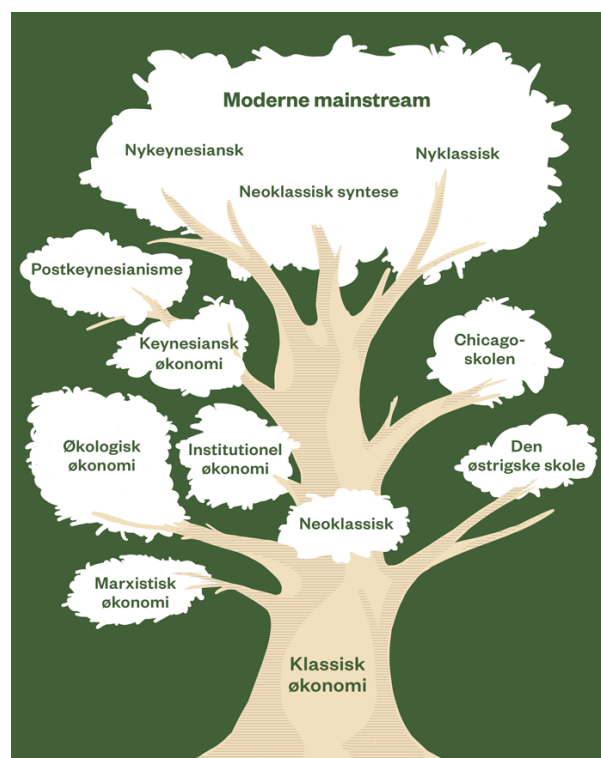 Moderne mainstream
Nykeynesiansk
Nyklassisk
Neoklassisk syntese
Postkeynesianisme
Keynesiansk
økonomi
Chicago-
skolen
Økologisk
økonomi
Institutionel
økonomi
Den
østrigske skole
Neoklassisk
Marxistisk
økonomi
Klassisk
økonomi